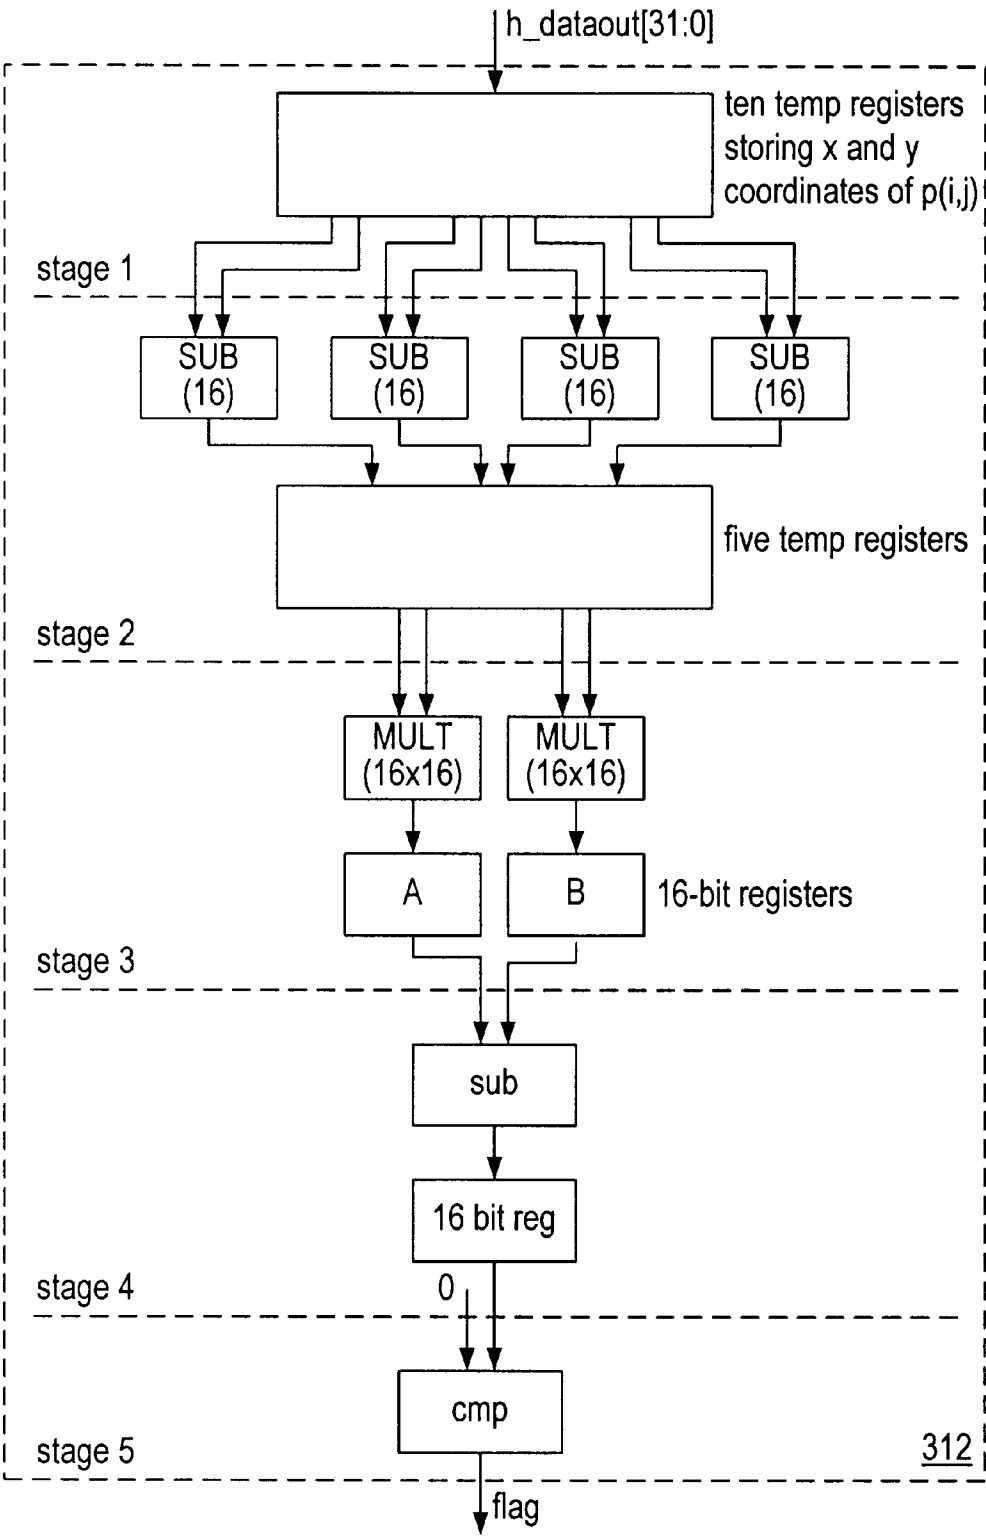 h_dataout[31:0]
ten temp registers
storing x and y
coordinates of p(i,j)
stage 1
SUB
(16)
SUB
(16)
SUB
(16)
SUB
(16)
five temp registers
stage 2
MULT
(16x16)
MULT
(16x16)
A
B
16-bit registers
stage 3
sub
16 bit reg
stage 4
0
cmp
stage 5
312
flag